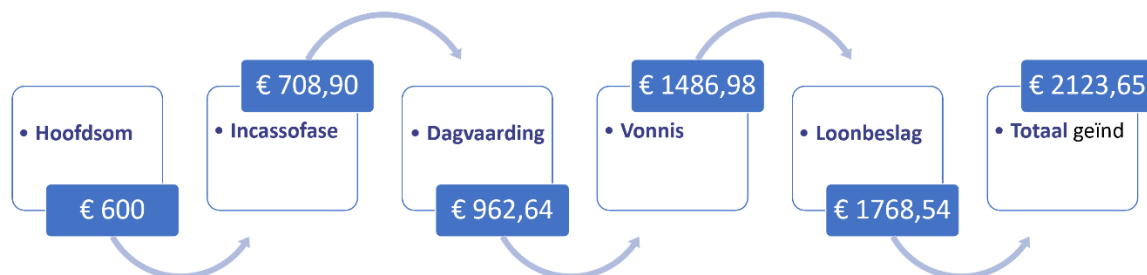 • Hoofdsom
€ 600
€ 708,90
• Incassofase
• Dagvaarding
€ 962,64
€ 1486,98
• Vonnis
• Loonbeslag
€ 1768,54
€ 2123,65
• Totaal geïnd